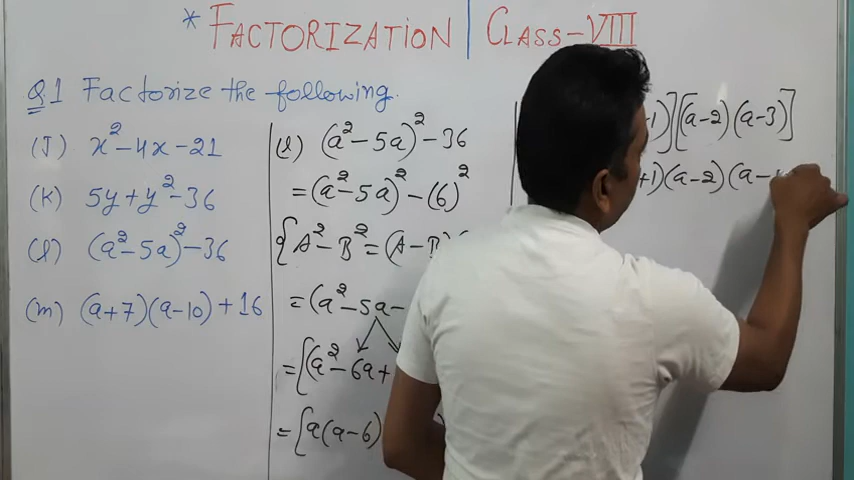 * FACTORIZATION | CLASS-VIII
Q.1 Factorize the following.
(J) x² - 4x - 21
(K) 5y + y² - 36
(l) (a² - 5a)² - 36
(m) (a+7)(a-10) + 16
(l) (a² - 5a)² - 36
= (a² - 5a)² - (6)²
{A² - B² = (A - B)
= (a² - 5a -
= [(a² - 6a +
= [a(a-6)
+1)][(a-2)(a-3)]
+1)(a-2)(a-